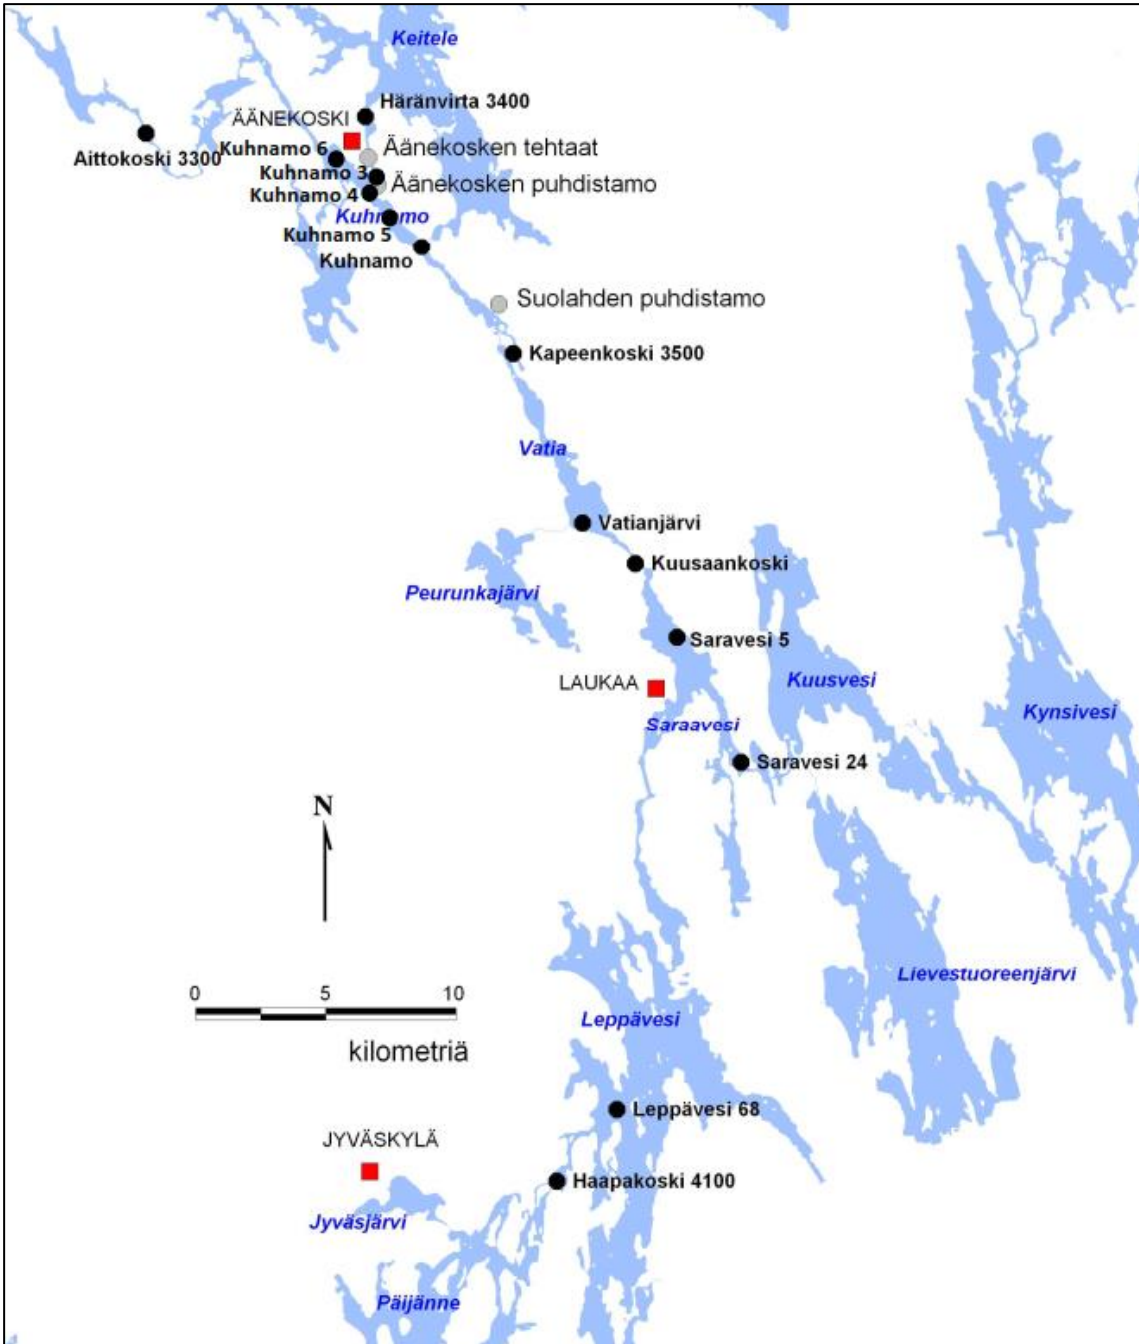 Keitele
Häränvirta 3400
ÄÄNEKOSKI
Aittokoski 3300
Kuhnamo 6
Äänekosken tehtaat
Kuhnamo 3
Äänekosken puhdistamo
Kuhnamo 4
Kuhnamo
Kuhnamo 5
Kuhnamo
Suolahden puhdistamo
Kapeenkoski 3500
Vatia
Vatianjärvi
Kuusaankoski
Peurunkajärvi
Saravesi 5
LAUKAA
Kuusvesi
Saraavesi
Kynsivesi
Saravesi 24
N
Lievestuoreenjärvi
0 5 10
kilometriä
Leppävesi
Leppävesi 68
JYVÄSKYLÄ
Haapakoski 4100
Jyväsjärvi
Päijänne